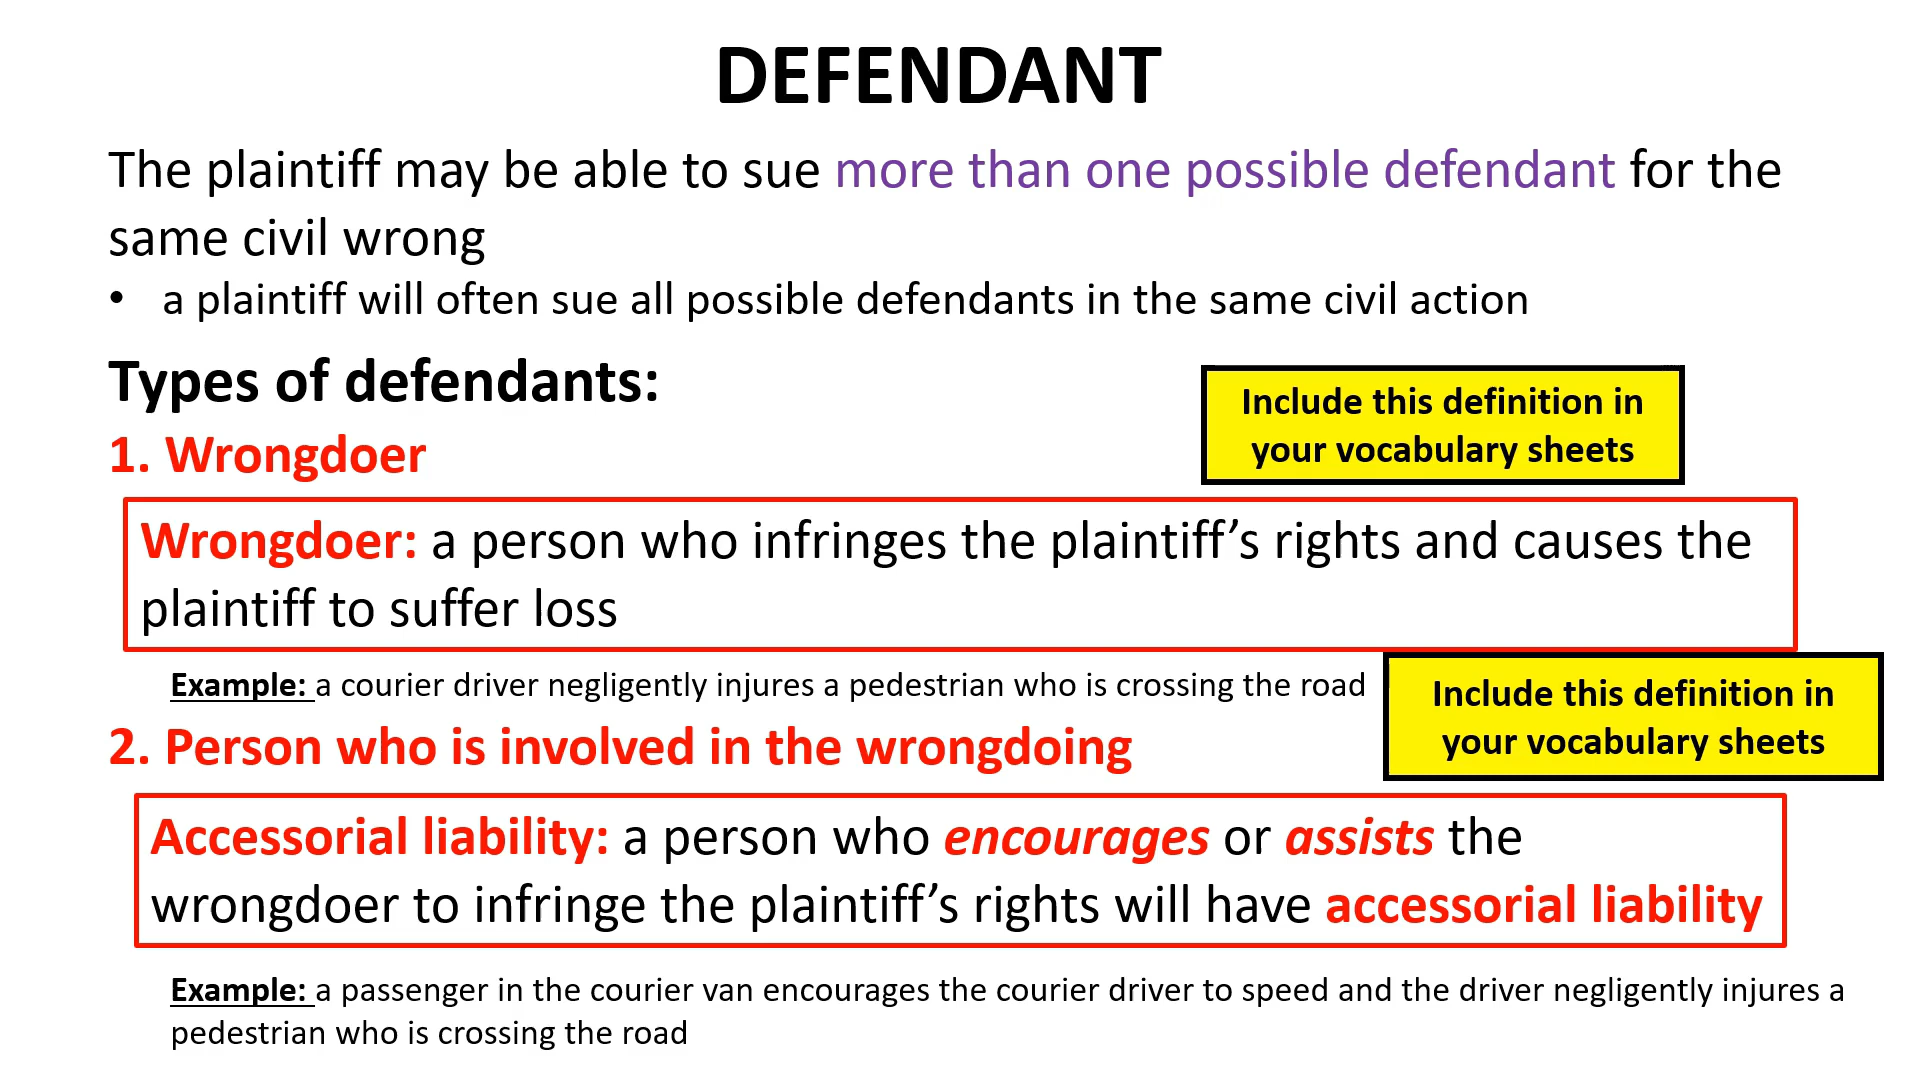 DEFENDANT
The plaintiff may be able to sue more than one possible defendant for the
same civil wrong
• a plaintiff will often sue all possible defendants in the same civil action
Types of defendants:
Include this definition in
your vocabulary sheets
1. Wrongdoer
Wrongdoer: a person who infringes the plaintiff’s rights and causes the
plaintiff to suffer loss
Example: a courier driver negligently injures a pedestrian who is crossing the road
Include this definition in
your vocabulary sheets
2. Person who is involved in the wrongdoing
Accessorial liability: a person who encourages or assists the
wrongdoer to infringe the plaintiff’s rights will have accessorial liability
Example: a passenger in the courier van encourages the courier driver to speed and the driver negligently injures a
pedestrian who is crossing the road